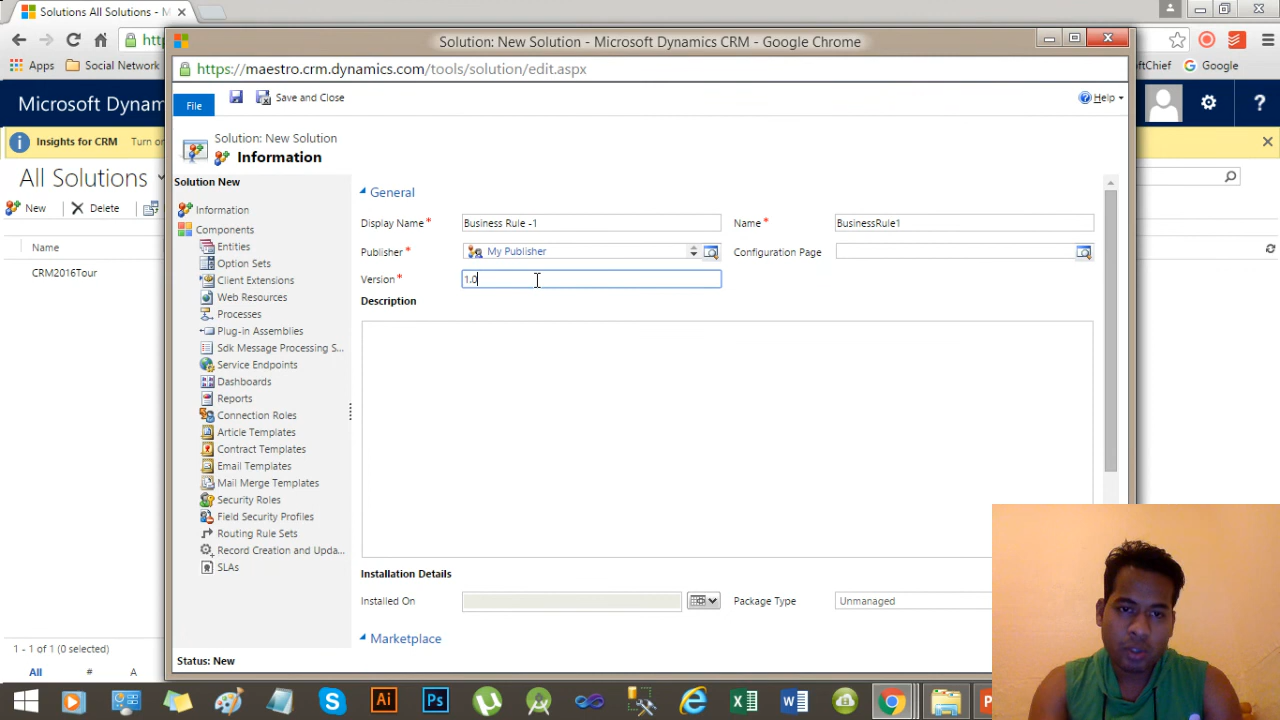 Solutions All Solutions - M
Solution: New Solution - Microsoft Dynamics CRM - Google Chrome
https://maestro.crm.dynamics.com/tools/solution/edit.aspx
Apps
Social Network
Google
Microsoft Dynam
File
Save and Close
Help
Insights for CRM Turn on
Solution: New Solution
Information
All Solutions
New
Delete
Name
CRM2016Tour
Solution New
Information
Components
Entities
Option Sets
Client Extensions
Web Resources
Processes
Plug-in Assemblies
Sdk Message Processing S...
Service Endpoints
Dashboards
Reports
Connection Roles
Article Templates
Contract Templates
Email Templates
Mail Merge Templates
Security Roles
Field Security Profiles
Routing Rule Sets
Record Creation and Upda...
SLAs
General
Display Name* Business Rule -1 Name* BusinessRule1
Publisher* My Publisher Configuration Page
Version* 1.0
Description
Installation Details
Installed On Package Type Unmanaged
Marketplace
Status: New
1 - 1 of 1 (0 selected)
All # A